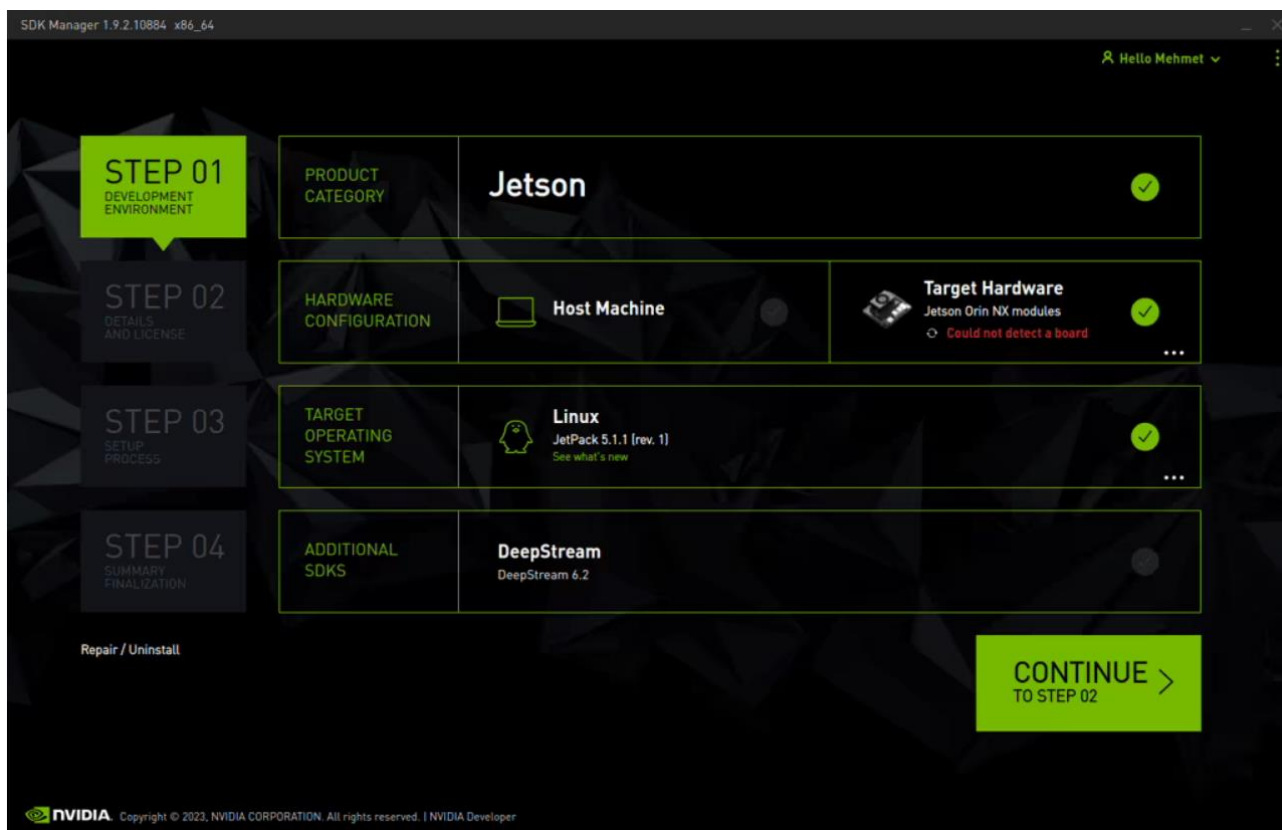 SDK Manager 1.9.2.10884 x86_64
Hello Mehmet
STEP 01
DEVELOPMENT
ENVIRONMENT
PRODUCT
CATEGORY
Jetson
STEP 02
DETAILS
AND LICENSE
HARDWARE
CONFIGURATION
Host Machine
Target Hardware
Jetson Orin NX modules
Could not detect a board
STEP 03
SETUP
PROCESS
TARGET
OPERATING
SYSTEM
Linux
JetPack 5.1.1 (rev. 1)
See what's new
STEP 04
SUMMARY
FINALIZATION
ADDITIONAL
SDKS
DeepStream
DeepStream 6.2
Repair / Uninstall
CONTINUE
TO STEP 02
NVIDIA. Copyright © 2023, NVIDIA CORPORATION. All rights reserved. | NVIDIA Developer